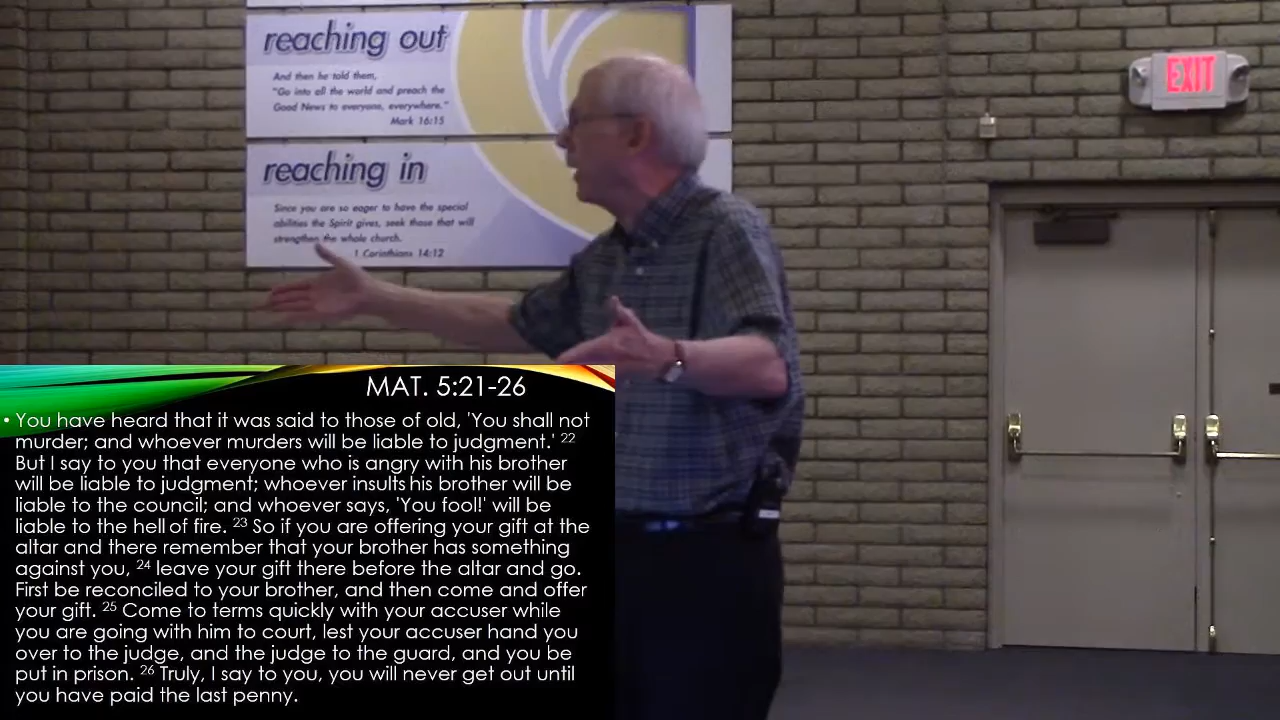 reaching out
And then he told them,
"Go into all the world and preach the
Good News to everyone, everywhere."
Mark 16:15
reaching in
Since you are so eager to have the special
abilities the Spirit gives, seek those that will
strengthen the whole church.
1 Corinthians 14:12
EXIT
MAT. 5:21-26
• You have heard that it was said to those of old, 'You shall not
murder; and whoever murders will be liable to judgment.' 22
But I say to you that everyone who is angry with his brother
will be liable to judgment; whoever insults his brother will be
liable to the council; and whoever says, 'You fool!' will be
liable to the hell of fire. 23 So if you are offering your gift at the
altar and there remember that your brother has something
against you, 24 leave your gift there before the altar and go.
First be reconciled to your brother, and then come and offer
your gift. 25 Come to terms quickly with your accuser while
you are going with him to court, lest your accuser hand you
over to the judge, and the judge to the guard, and you be
put in prison. 26 Truly, I say to you, you will never get out until
you have paid the last penny.